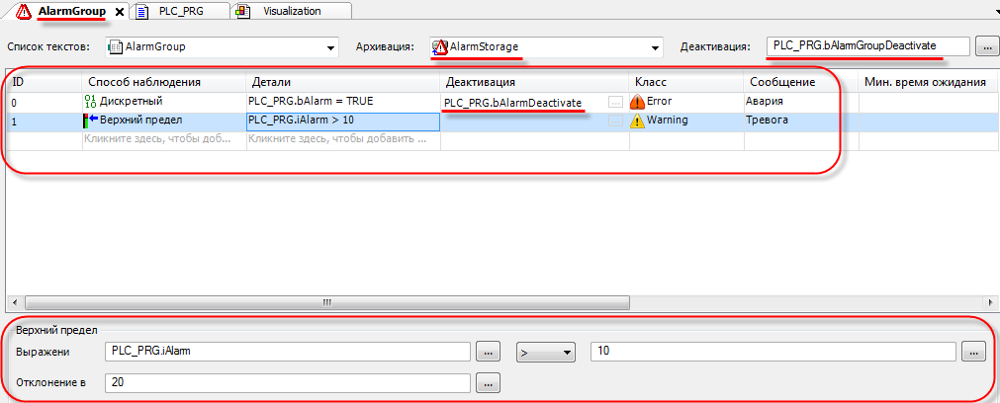 AlarmGroup PLC_PRG Visualization
Список текстов: AlarmGroup Архивация: AlarmStorage Деактивация: PLC_PRG.bAlamGroupDeactivate ...
ID Способ наблюдения Детали Деактивация Класс Сообщение Мин. время ожидания
0 Дискретный PLC_PRG.bAlarm = TRUE PLC_PRG.bAlarmDeactivate ... Error Авария
1 Верхний предел PLC_PRG.iAlarm > 10 ... Warning Тревога
Кликните здесь, чтобы доб... Кликните здесь, чтобы добавить ...
Верхний предел
Выражени PLC_PRG.iAlarm ... > 10 ...
Отклонение в 20 ...